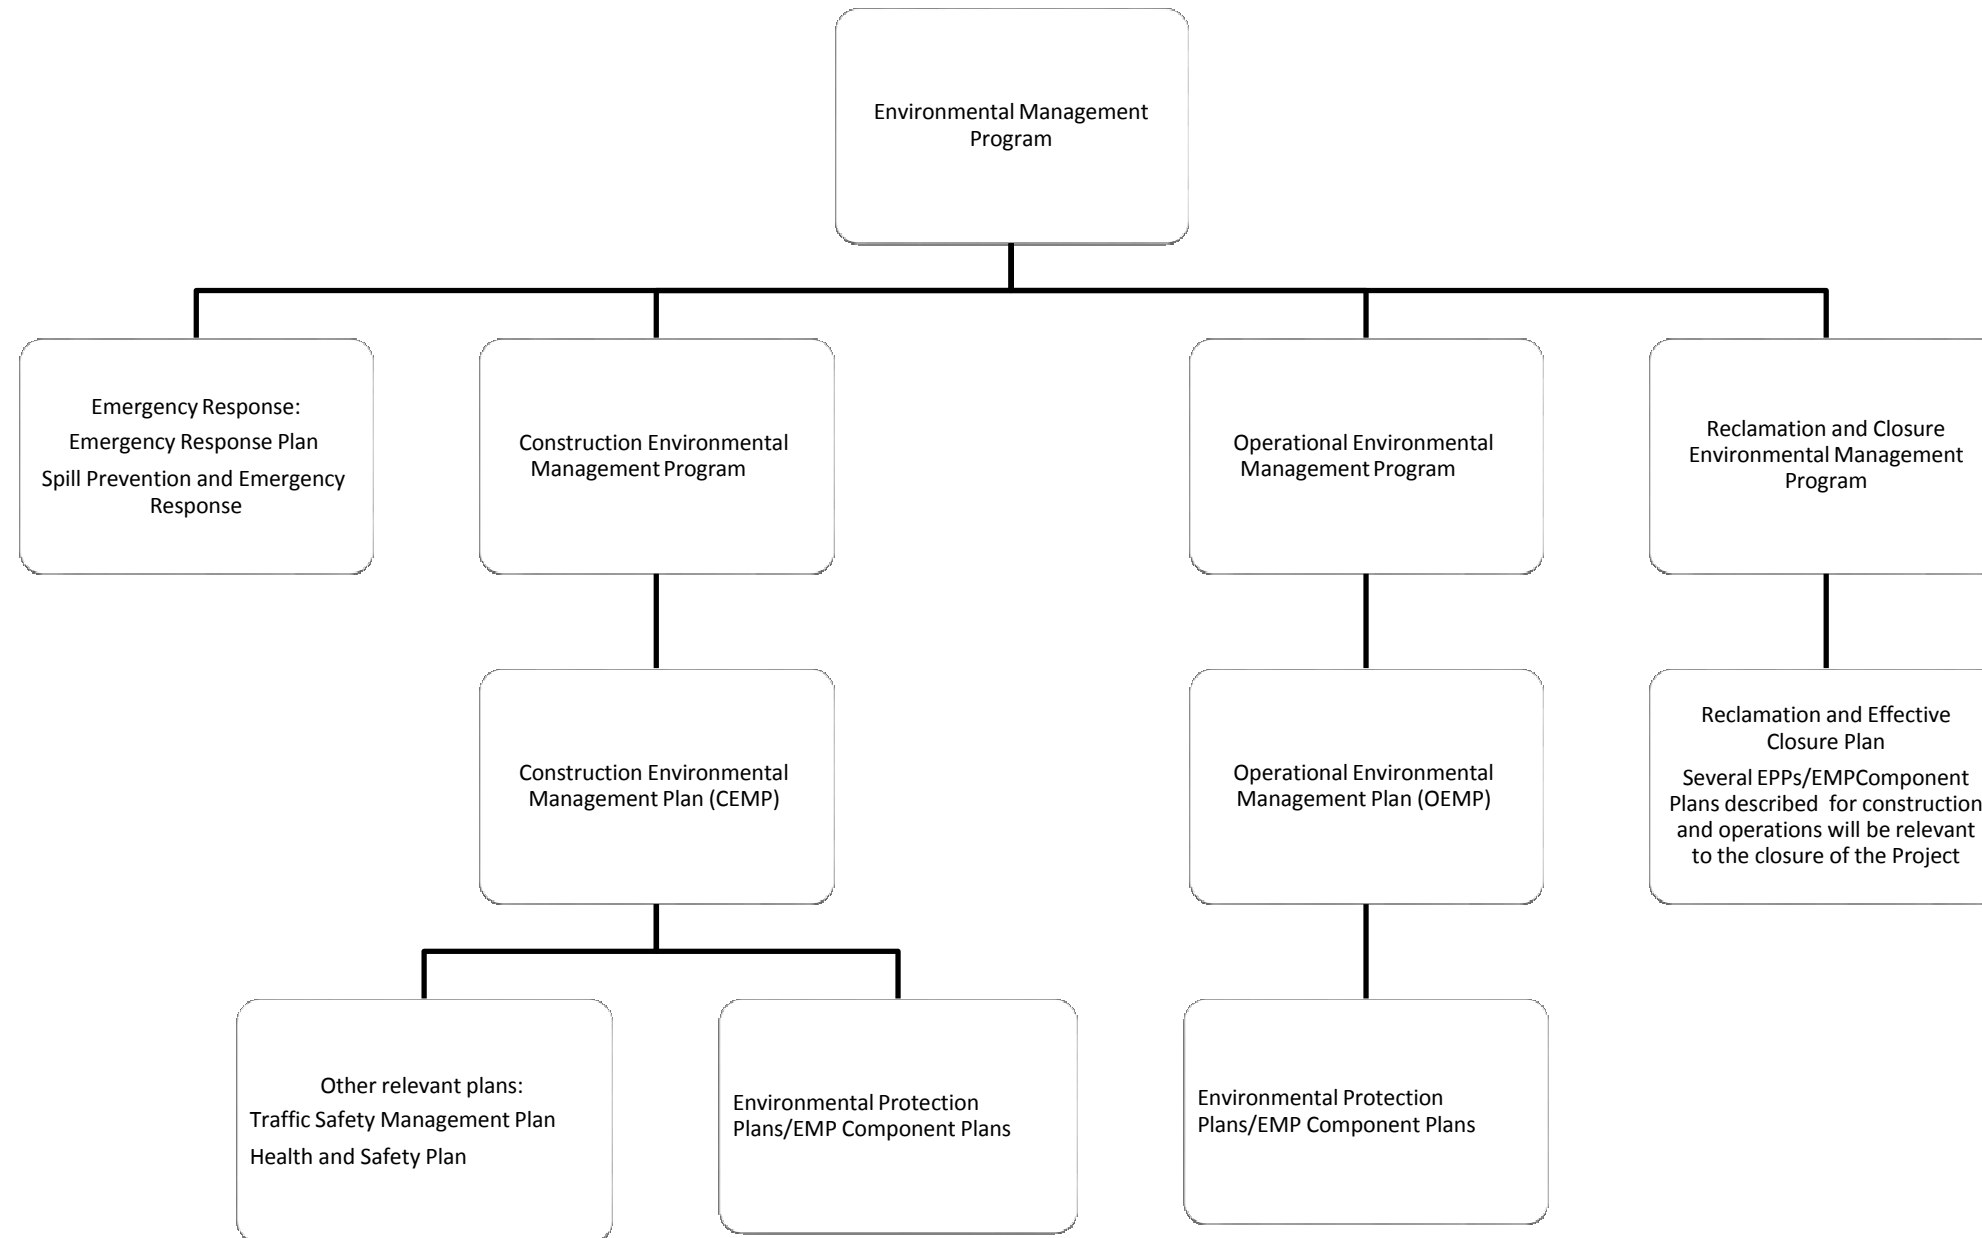 Environmental Management
Program
Emergency Response:
Emergency Response Plan
Spill Prevention and Emergency
Response
Construction Environmental
Management Program
Operational Environmental
Management Program
Reclamation and Closure
Environmental Management
Program
Construction Environmental
Management Plan (CEMP)
Operational Environmental
Management Plan (OEMP)
Reclamation and Effective
Closure Plan
Several EPPs/EMPComponent
Plans described for construction
and operations will be relevant
to the closure of the Project
Other relevant plans:
Traffic Safety Management Plan
Health and Safety Plan
Environmental Protection
Plans/EMP Component Plans
Environmental Protection
Plans/EMP Component Plans